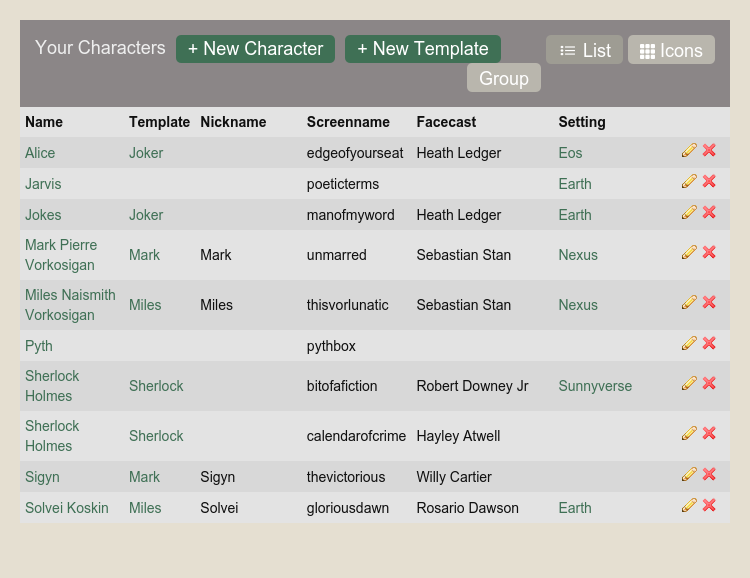 Your Characters + New Character + New Template List Icons
Group
Name Template Nickname Screenname Facecast Setting
Alice Joker edgeofyourseat Heath Ledger Eos
Jarvis poeticterms Earth
Jokes Joker manofmyword Heath Ledger Earth
Mark Pierre
Vorkosigan Mark Mark unmarred Sebastian Stan Nexus
Miles Naismith
Vorkosigan Miles Miles thisvorlunatic Sebastian Stan Nexus
Pyth pythbox
Sherlock
Holmes Sherlock bitofafiction Robert Downey Jr Sunnyverse
Sherlock
Holmes Sherlock calendarofcrime Hayley Atwell
Sigyn Mark Sigyn thevictorious Willy Cartier
Solvei Koskin Miles Solvei gloriousdawn Rosario Dawson Earth